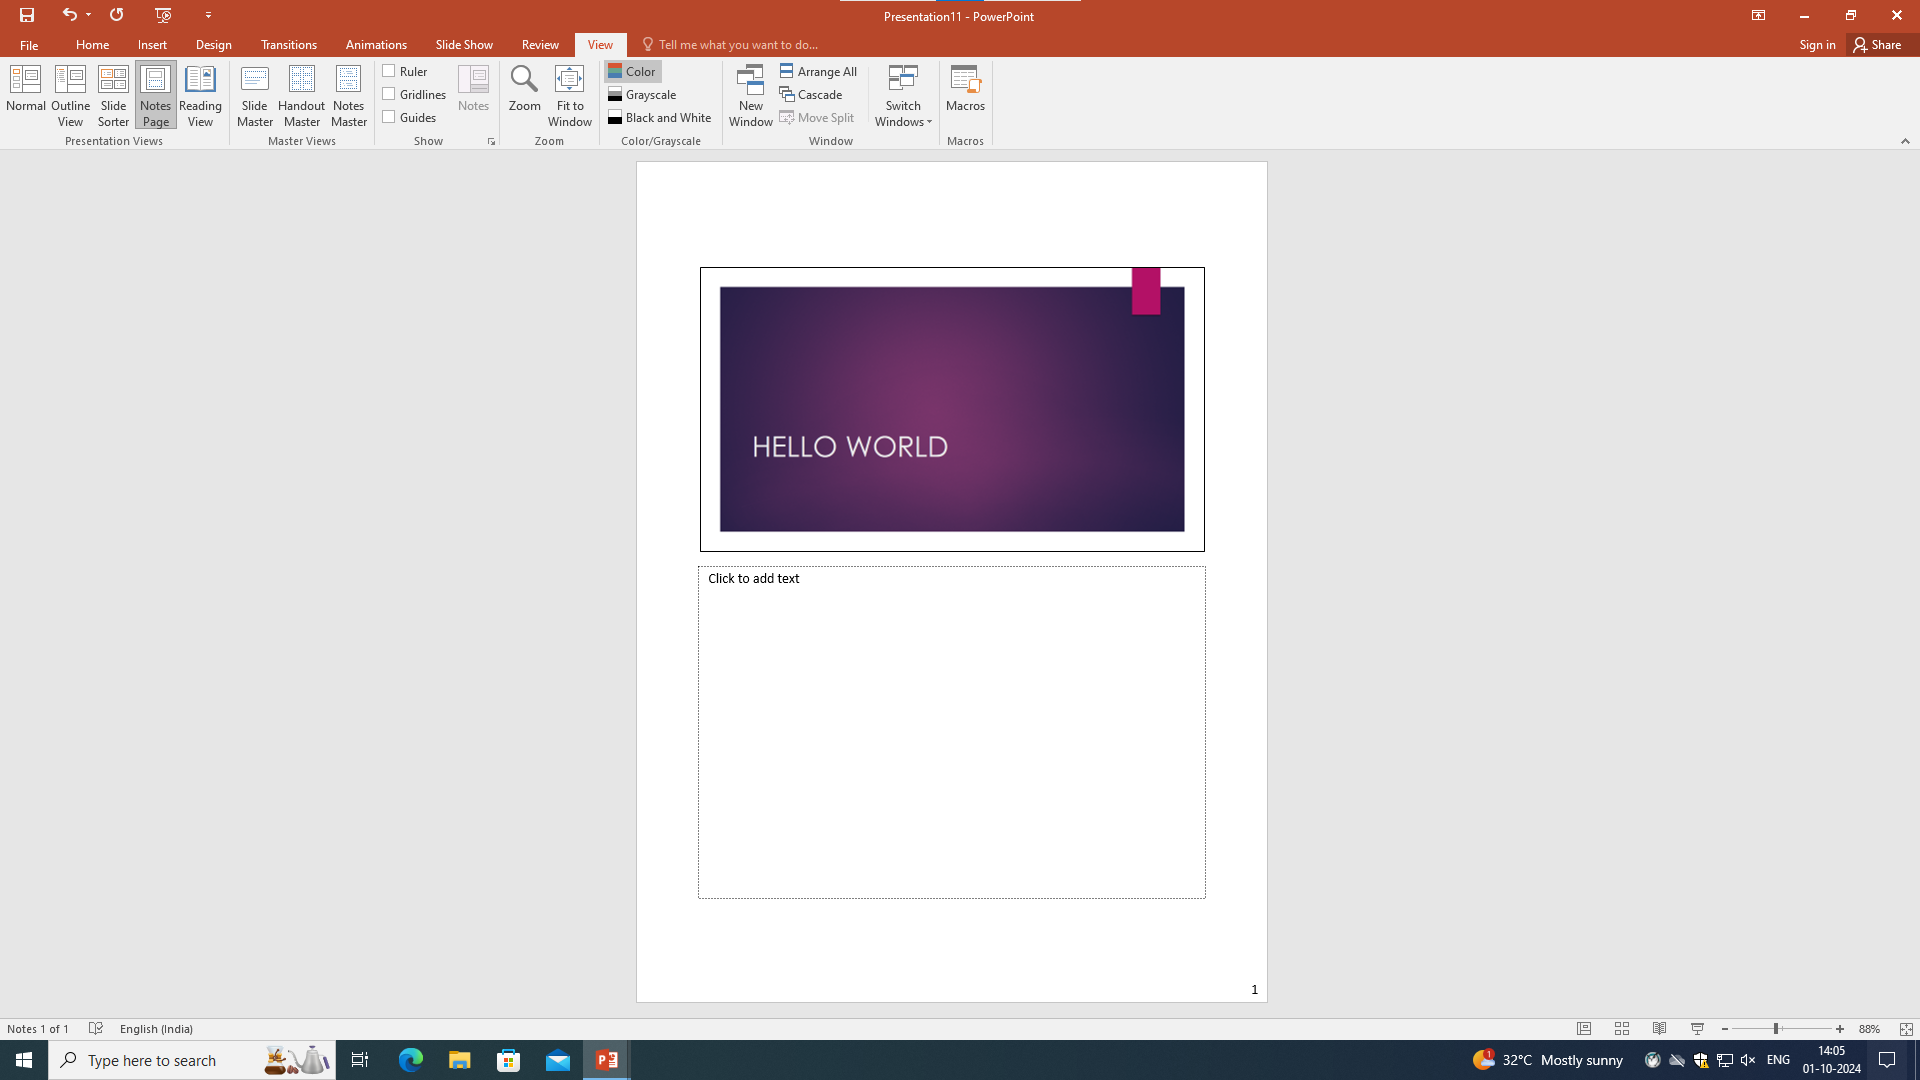 Presentation11 - PowerPoint
File Home Insert Design Transitions Animations Slide Show Review View Tell me what you want to do... Sign in Share
Normal Outline View Slide Sorter Notes Page Reading View
Presentation Views
Slide Master Handout Master Notes Master
Master Views
Ruler
Gridlines
Guides
Notes
Show
Zoom Fit to Window
Zoom
Color
Grayscale
Black and White
Color/Grayscale
New Window
Arrange All
Cascade
Move Split
Switch Windows
Window
Macros
Macros
HELLO WORLD
Click to add text
1
Notes 1 of 1 English (India) 88%
Type here to search
1
32°C Mostly sunny
ENG
14:05
01-10-2024